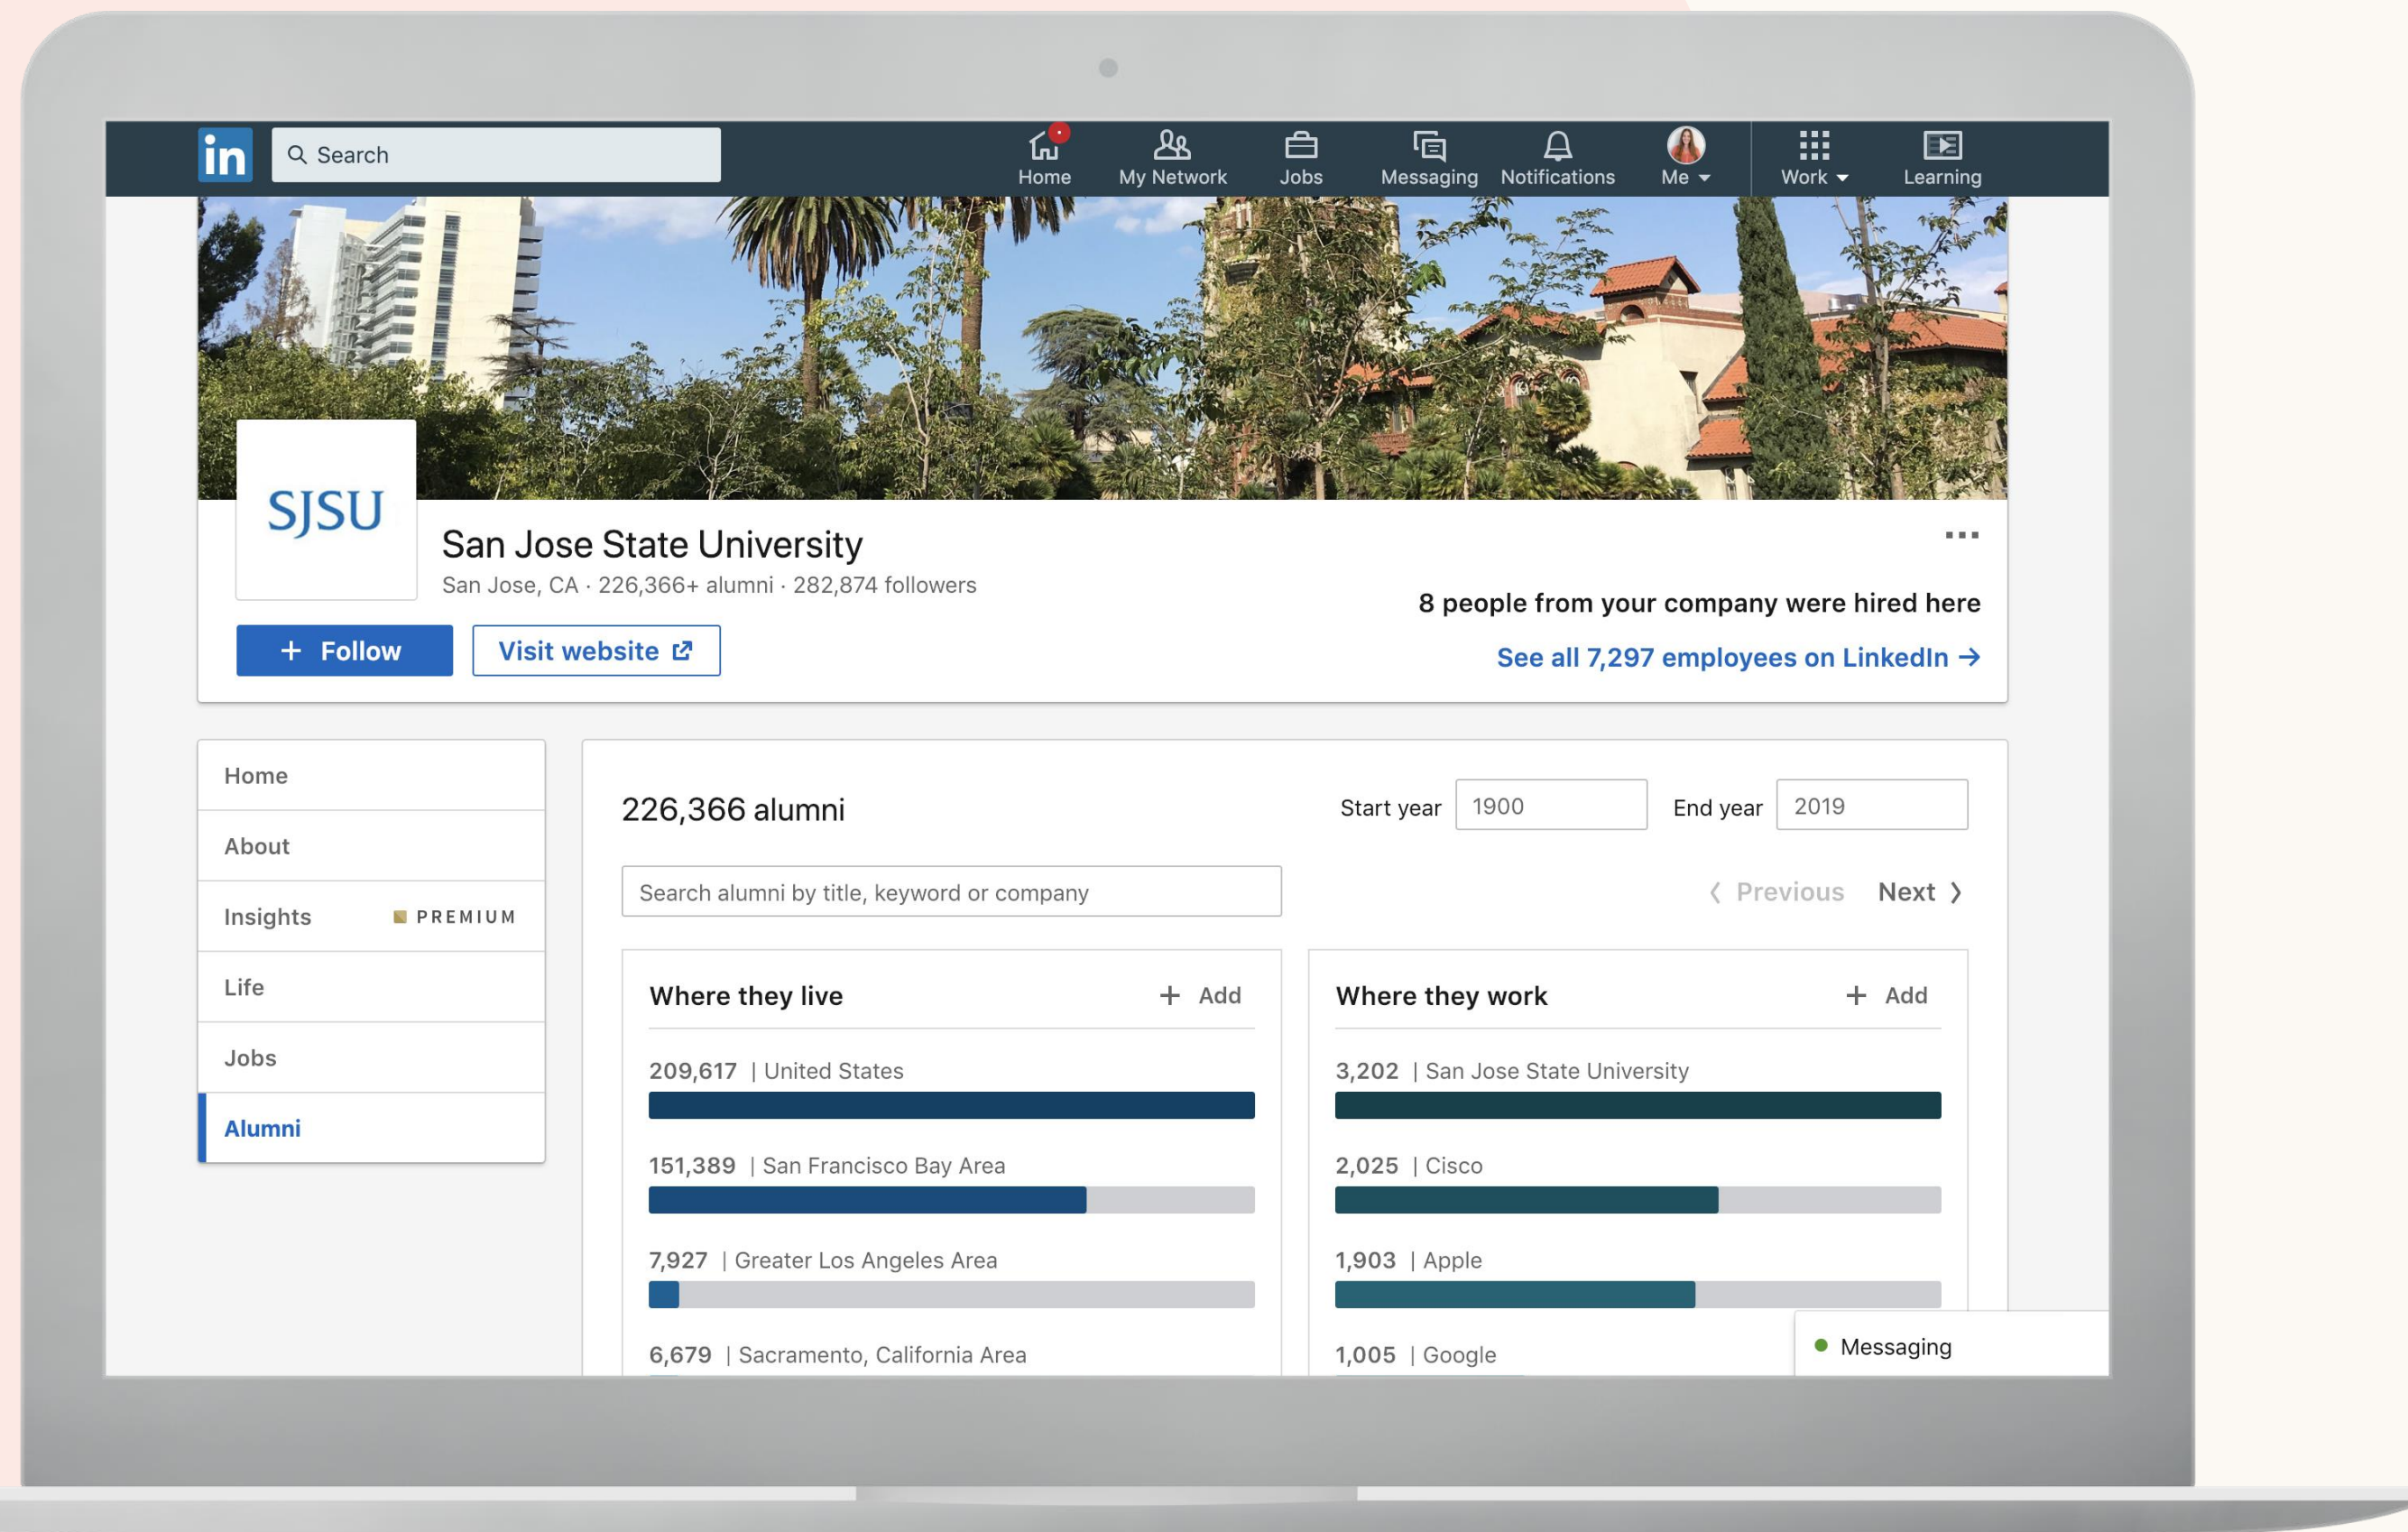 in
Search
Home
My Network
Jobs
Messaging
Notifications
Me
Work
Learning
SJSU
San Jose State University
San Jose, CA · 226,366+ alumni · 282,874 followers
8 people from your company were hired here
+ Follow
Visit website
See all 7,297 employees on LinkedIn →
Home
About
Insights PREMIUM
Life
Jobs
Alumni
226,366 alumni
Start year 1900 End year 2019
Search alumni by title, keyword or company
Previous Next
Where they live + Add
209,617 | United States
151,389 | San Francisco Bay Area
7,927 | Greater Los Angeles Area
6,679 | Sacramento, California Area
Where they work + Add
3,202 | San Jose State University
2,025 | Cisco
1,903 | Apple
1,005 | Google
Messaging